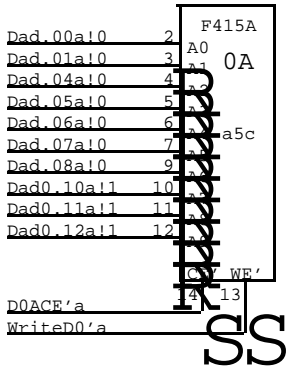 F415A
0A
a5c
Dad.00a!0 2 A0
Dad.01a!0 3 A1
Dad.04a!0 4
Dad.05a!0 5
Dad.06a!0 6
Dad.07a!0 7
Dad.08a!0 9
Dad0.10a!1 10
Dad0.11a!1 11
Dad0.12a!1 12
WE'
14 13
D0ACE'a
WriteD0'a
SS